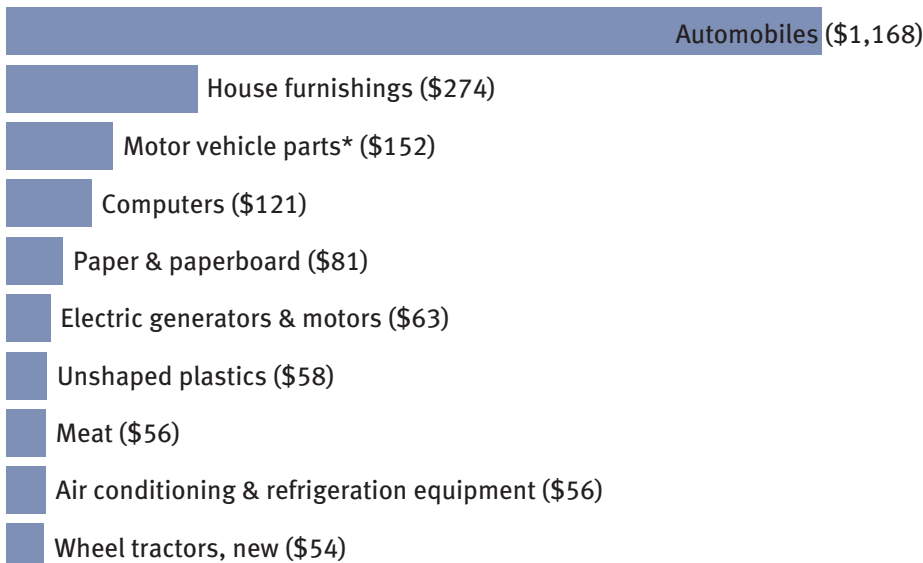 Automobiles ($1,168)
House furnishings ($274)
Motor vehicle parts* ($152)
Computers ($121)
Paper & paperboard ($81)
Electric generators & motors ($63)
Unshaped plastics ($58)
Meat ($56)
Air conditioning & refrigeration equipment ($56)
Wheel tractors, new ($54)